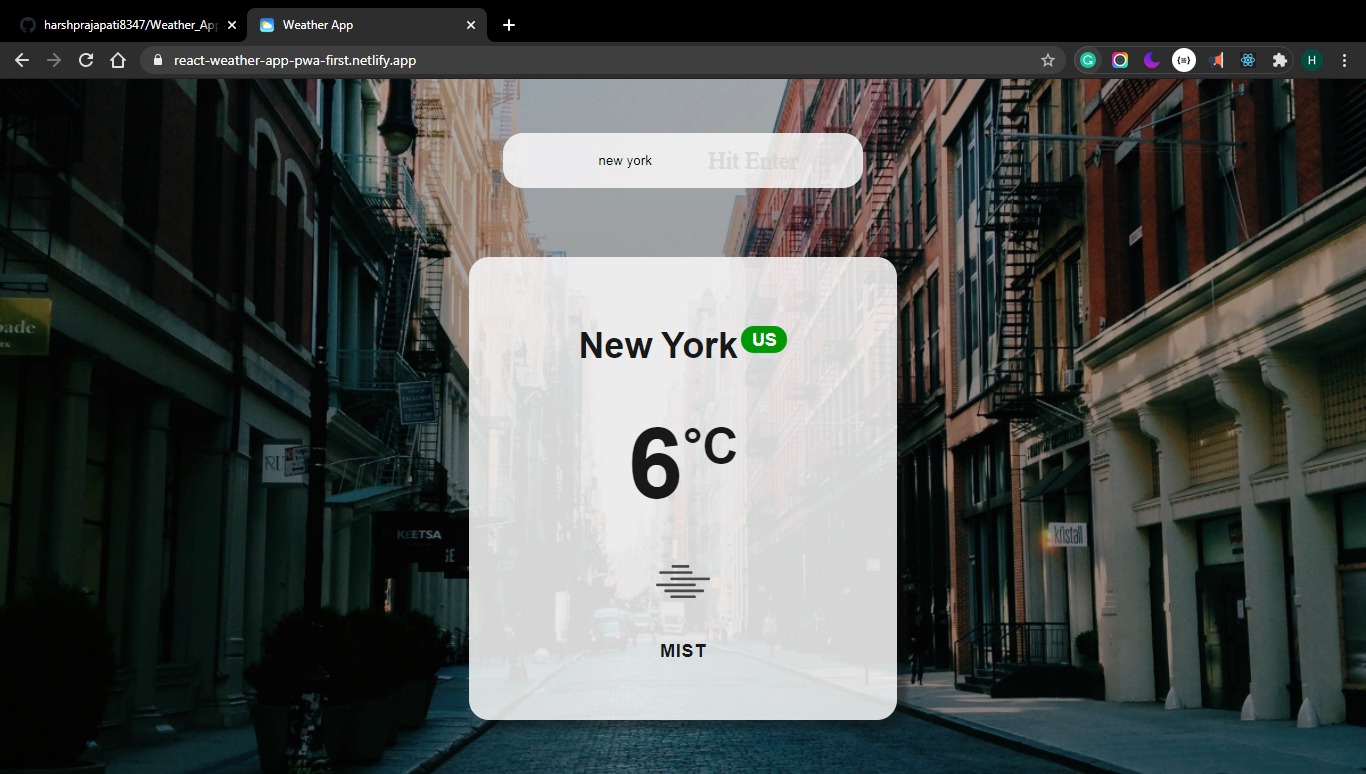 harshprajapati8347/Weather_App
Weather App
react-weather-app-pwa-first.netlify.app
H
new york
Hit Enter
New York US
6°C
MIST
KEETSA
kristall